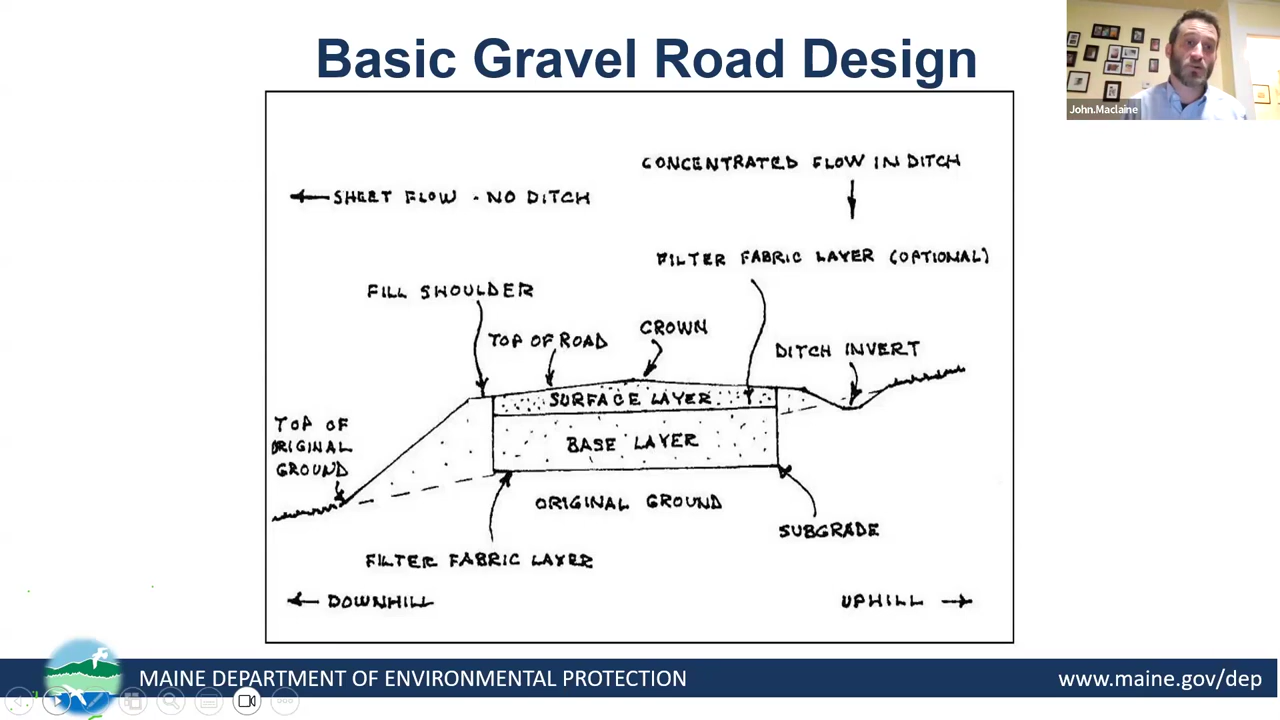 Basic Gravel Road Design
John.Maclaine
CONCENTRATED FLOW IN DITCH
← SHEET FLOW - NO DITCH
FILTER FABRIC LAYER (OPTIONAL)
FILL SHOULDER
CROWN
TOP OF ROAD
DITCH INVERT
SURFACE LAYER
TOP OF
ORIGINAL
GROUND
BASE LAYER
ORIGINAL GROUND
SUBGRADE
FILTER FABRIC LAYER
← DOWNHILL
UPHILL →
MAINE DEPARTMENT OF ENVIRONMENTAL PROTECTION
www.maine.gov/dep